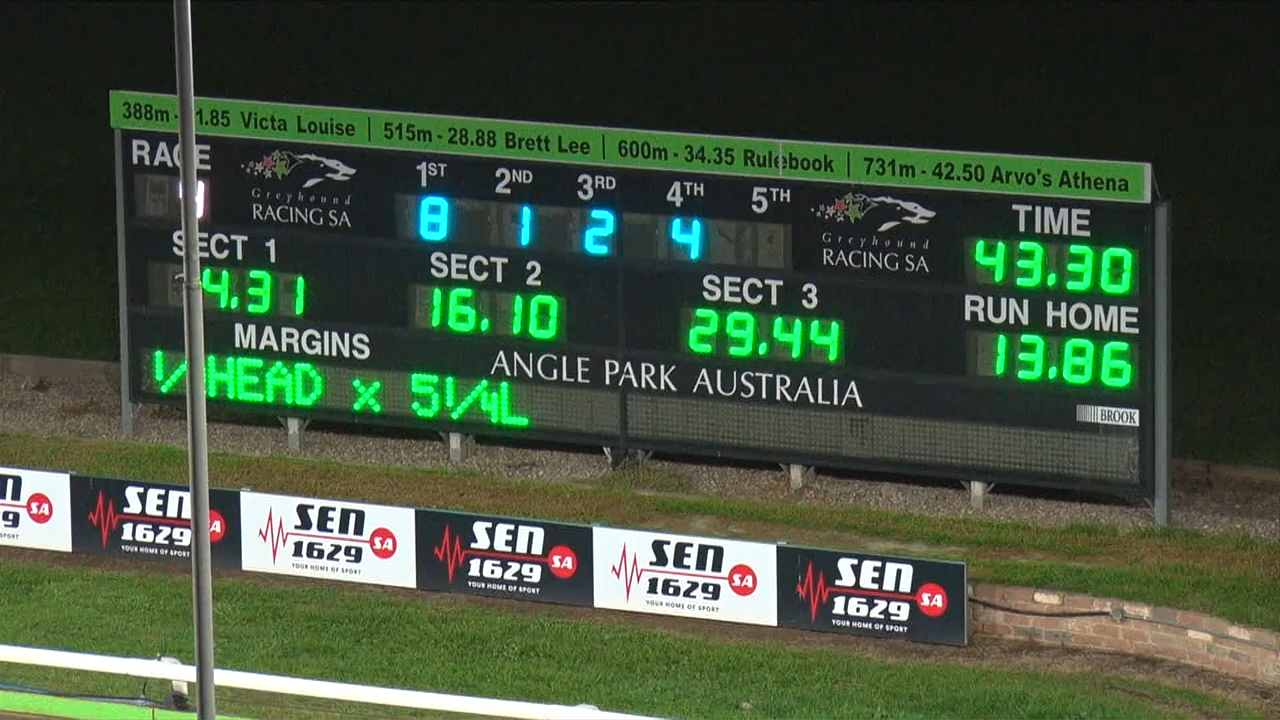 388m - 1.85 Victa Louise | 515m - 28.88 Brett Lee | 600m - 34.35 Rulebook | 731m - 42.50 Arvo's Athena
RACE
Greyhound
RACING SA
1ST 2ND 3RD 4TH 5TH
8 1 2 4
Greyhound
RACING SA
TIME
43.30
SECT 1
4.31
SECT 2
16.10
SECT 3
29.44
RUN HOME
13.86
MARGINS
HEAD x 5 1/4L
ANGLE PARK AUSTRALIA
BROOK
SA
SEN
1629 SA
YOUR HOME OF SPORT
SEN
1629 SA
YOUR HOME OF SPORT
SEN
1629 SA
YOUR HOME OF SPORT
SEN
1629 SA
YOUR HOME OF SPORT
SEN
1629 SA
YOUR HOME OF SPORT